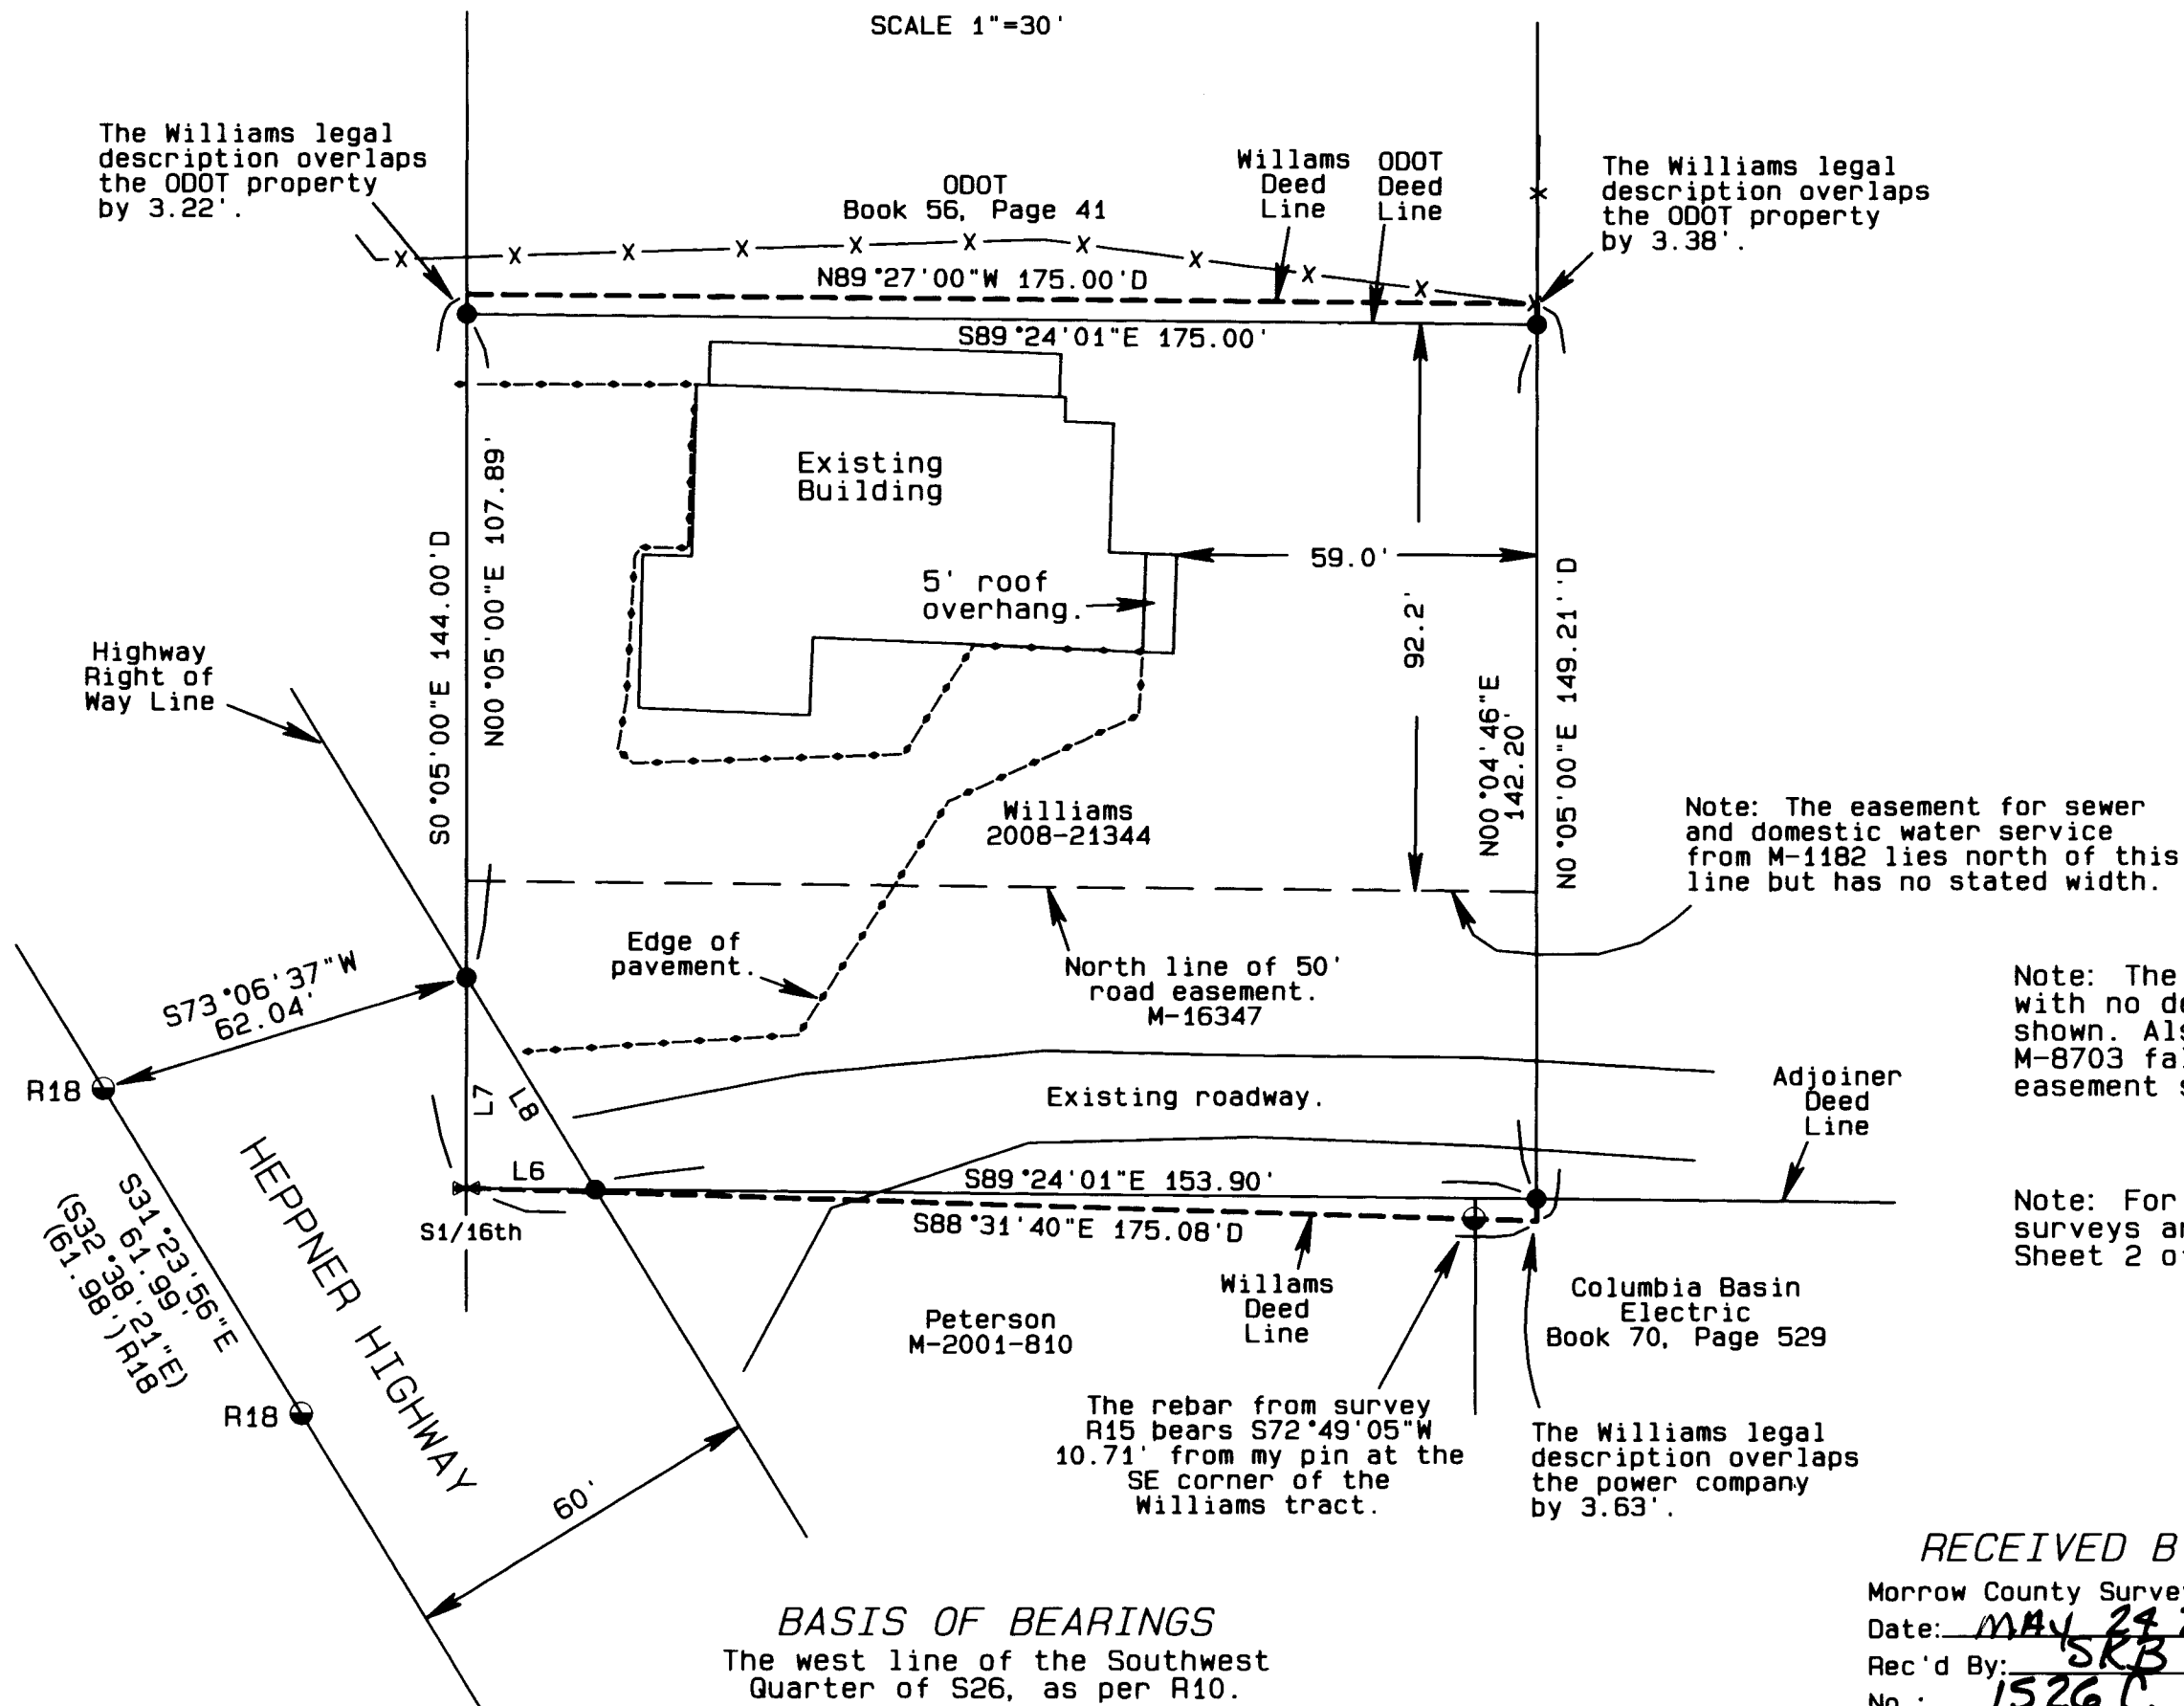 SCALE 1"=30'
The Williams legal
description overlaps
the ODOT property
by 3.22'.
ODOT
Book 56, Page 41
Willams
Deed
Line
ODOT
Deed
Line
The Williams legal
description overlaps
the ODOT property
by 3.38'.
N89°27'00"W 175.00'D
S89°24'01"E 175.00'
Existing
Building
S0°05'00"E 144.00'D
N00°05'00"E 107.89'
5' roof
overhang.
59.0'
92.2'
N00°04'46"E
142.20'
N0°05'00"E 149.21'D
Highway
Right of
Way Line
Williams
2008-21344
Note: The easement for sewer
and domestic water service
from M-1182 lies north of this
line but has no stated width.
Edge of
pavement.
North line of 50'
road easement.
M-16347
S73°06'37"W
62.04'
Note: The
with no de
shown. Als
M-8703 fal
easement s
R18
L7
L8
Existing roadway.
Adjoiner
Deed
Line
HEPPNER HIGHWAY
L6
S89°24'01"E 153.90'
S88°31'40"E 175.08'D
S1/16th
S31°23'56"E
61.99'
(S32°38'21"E)
(61.98')R18
Note: For
surveys an
Sheet 2 o
Peterson
M-2001-810
Willams
Deed
Line
Columbia Basin
Electric
Book 70, Page 529
R18
The rebar from survey
R15 bears S72°49'05"W
10.71' from my pin at the
SE corner of the
Williams tract.
The Williams legal
description overlaps
the power company
by 3.63'.
60'
BASIS OF BEARINGS
The west line of the Southwest
Quarter of S26, as per R10.
RECEIVED B
Morrow County Surve
Date: MAY 24
Rec'd By: SRB
No.: 1526 C